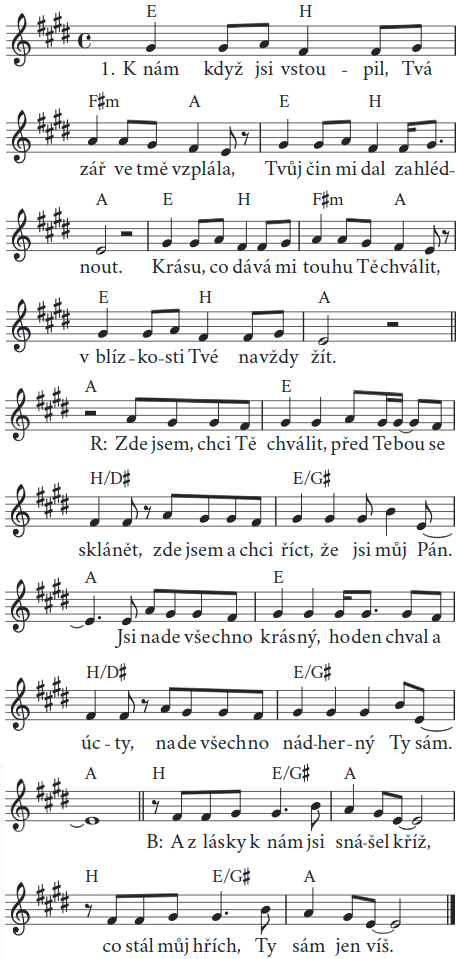 E H
1. K nám když jsi vstou - pil, Tvá
F#m A E H
zář ve tmě vzplála, Tvůj čin mi dal zahléd-
A E H F#m A
nout. Krásu, co dává mi touhu Tě chválit,
E H A
v blíz-ko-sti Tvé navždy žít.
A E
R: Zde jsem, chci Tě chválit, před Tebou se
H/D# E/G#
sklánět, zde jsem a chci říct, že jsi můj Pán.
A E
Jsi nade všechno krásný, hoden chval a
H/D# E/G#
úc - ty, nade všechno nád-her-ný Ty sám.
A H E/G# A
B: A z lásky k nám jsi sná-šel kříž,
H E/G# A
co stál můj hřích, Ty sám jen víš.